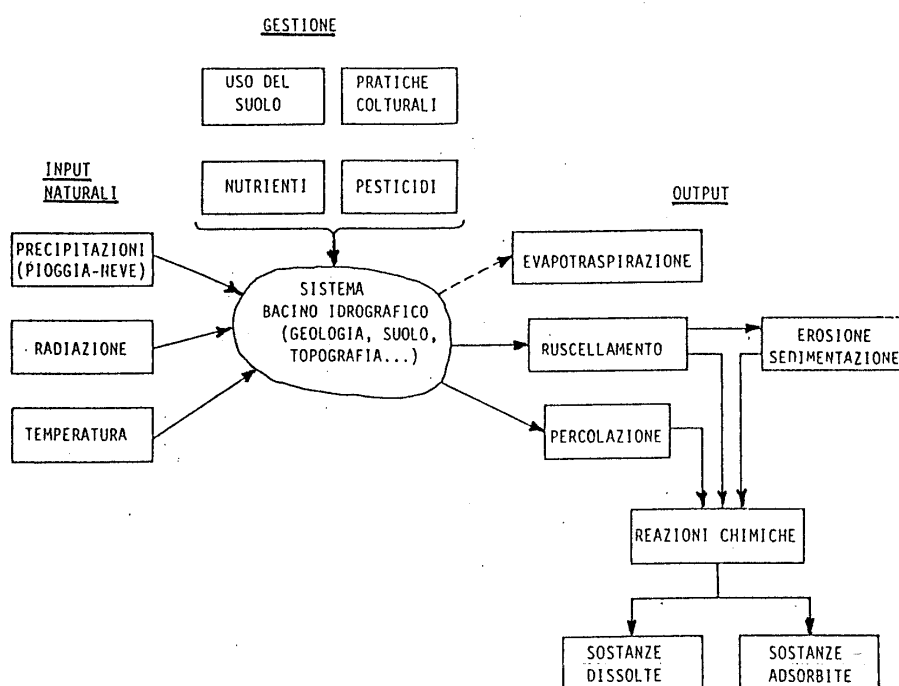 GESTIONE
USO DEL
SUOLO
PRATICHE
COLTURALI
NUTRIENTI
PESTICIDI
INPUT
NATURALI
OUTPUT
PRECIPITAZIONI
(PIOGGIA-NEVE)
RADIAZIONE
TEMPERATURA
SISTEMA
BACINO IDROGRAFICO
(GEOLOGIA, SUOLO,
TOPOGRAFIA...)
EVAPOTRASPIRAZIONE
RUSCELLAMENTO
EROSIONE
SEDIMENTAZIONE
PERCOLAZIONE
REAZIONI CHIMICHE
SOSTANZE
DISSOLTE
SOSTANZE
ADSORBITE